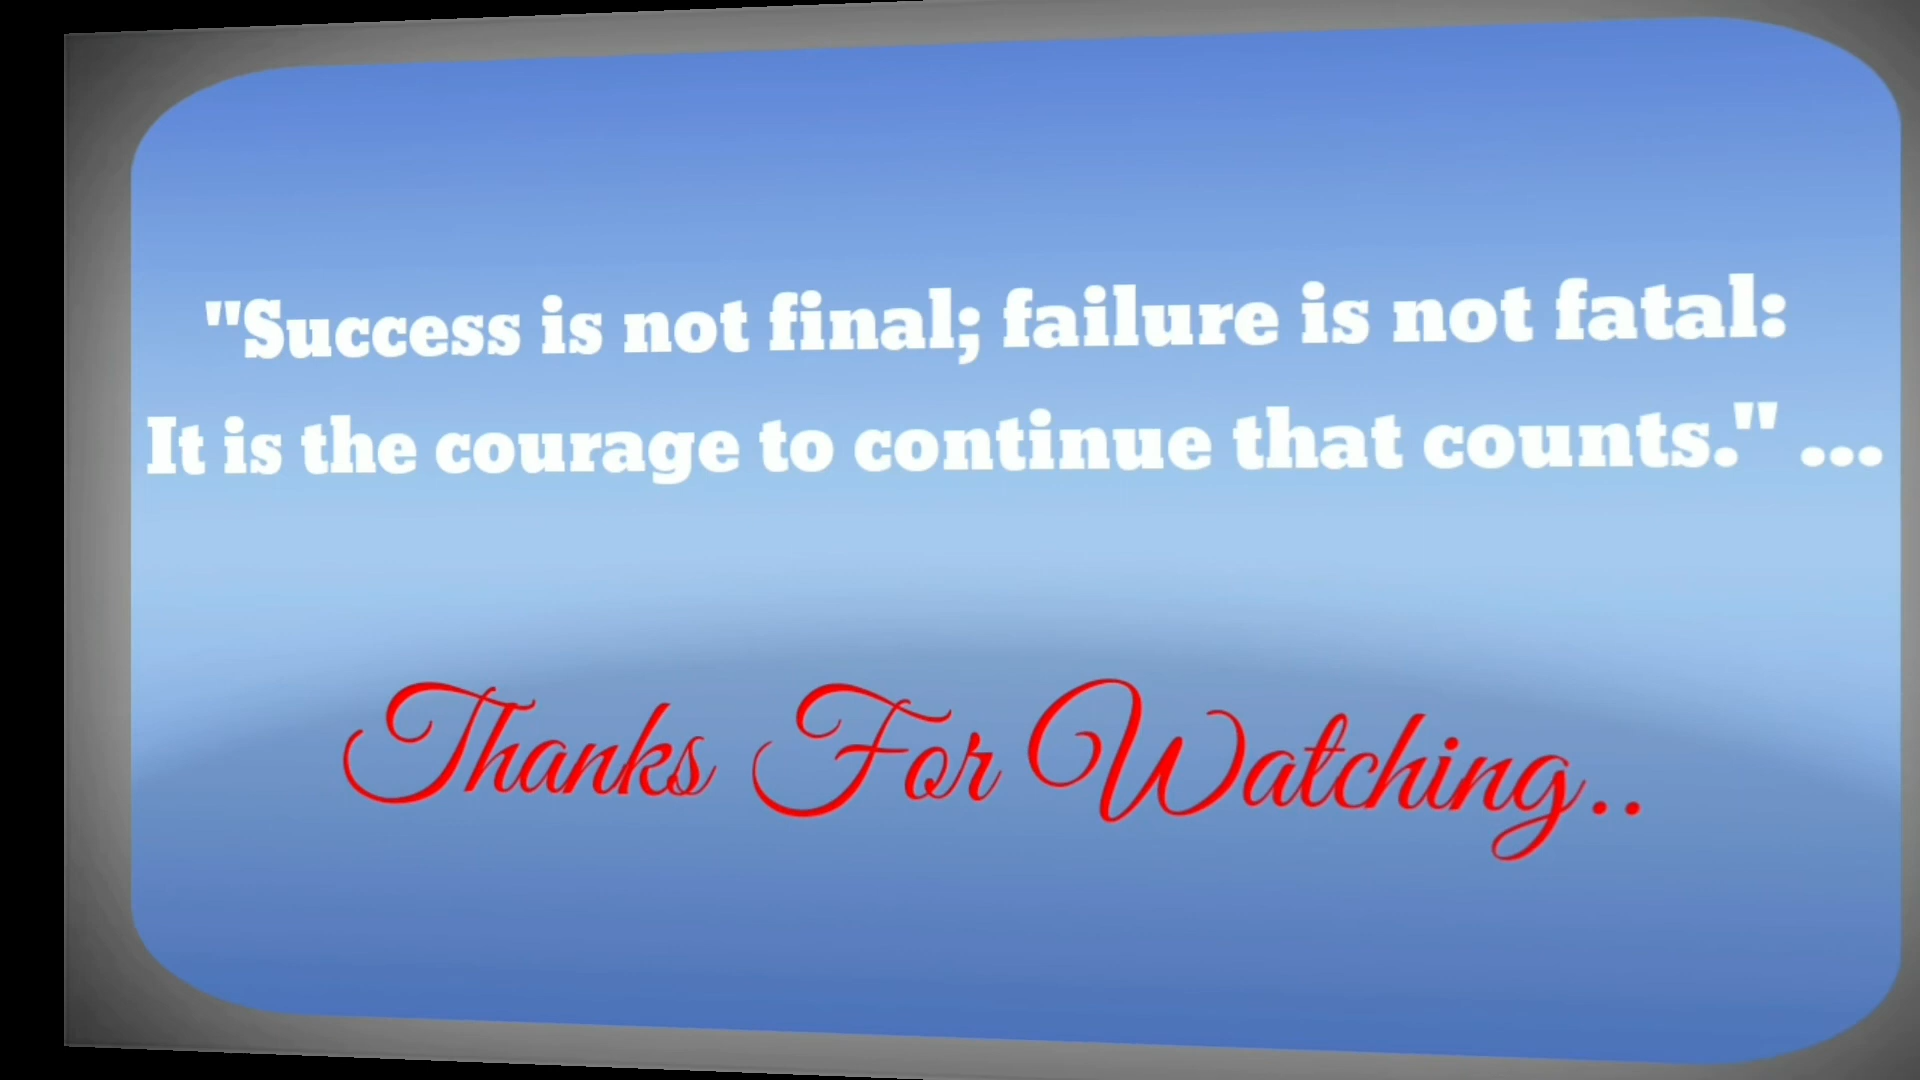 "Success is not final; failure is not fatal:
It is the courage to continue that counts." ...
Thanks For Watching..